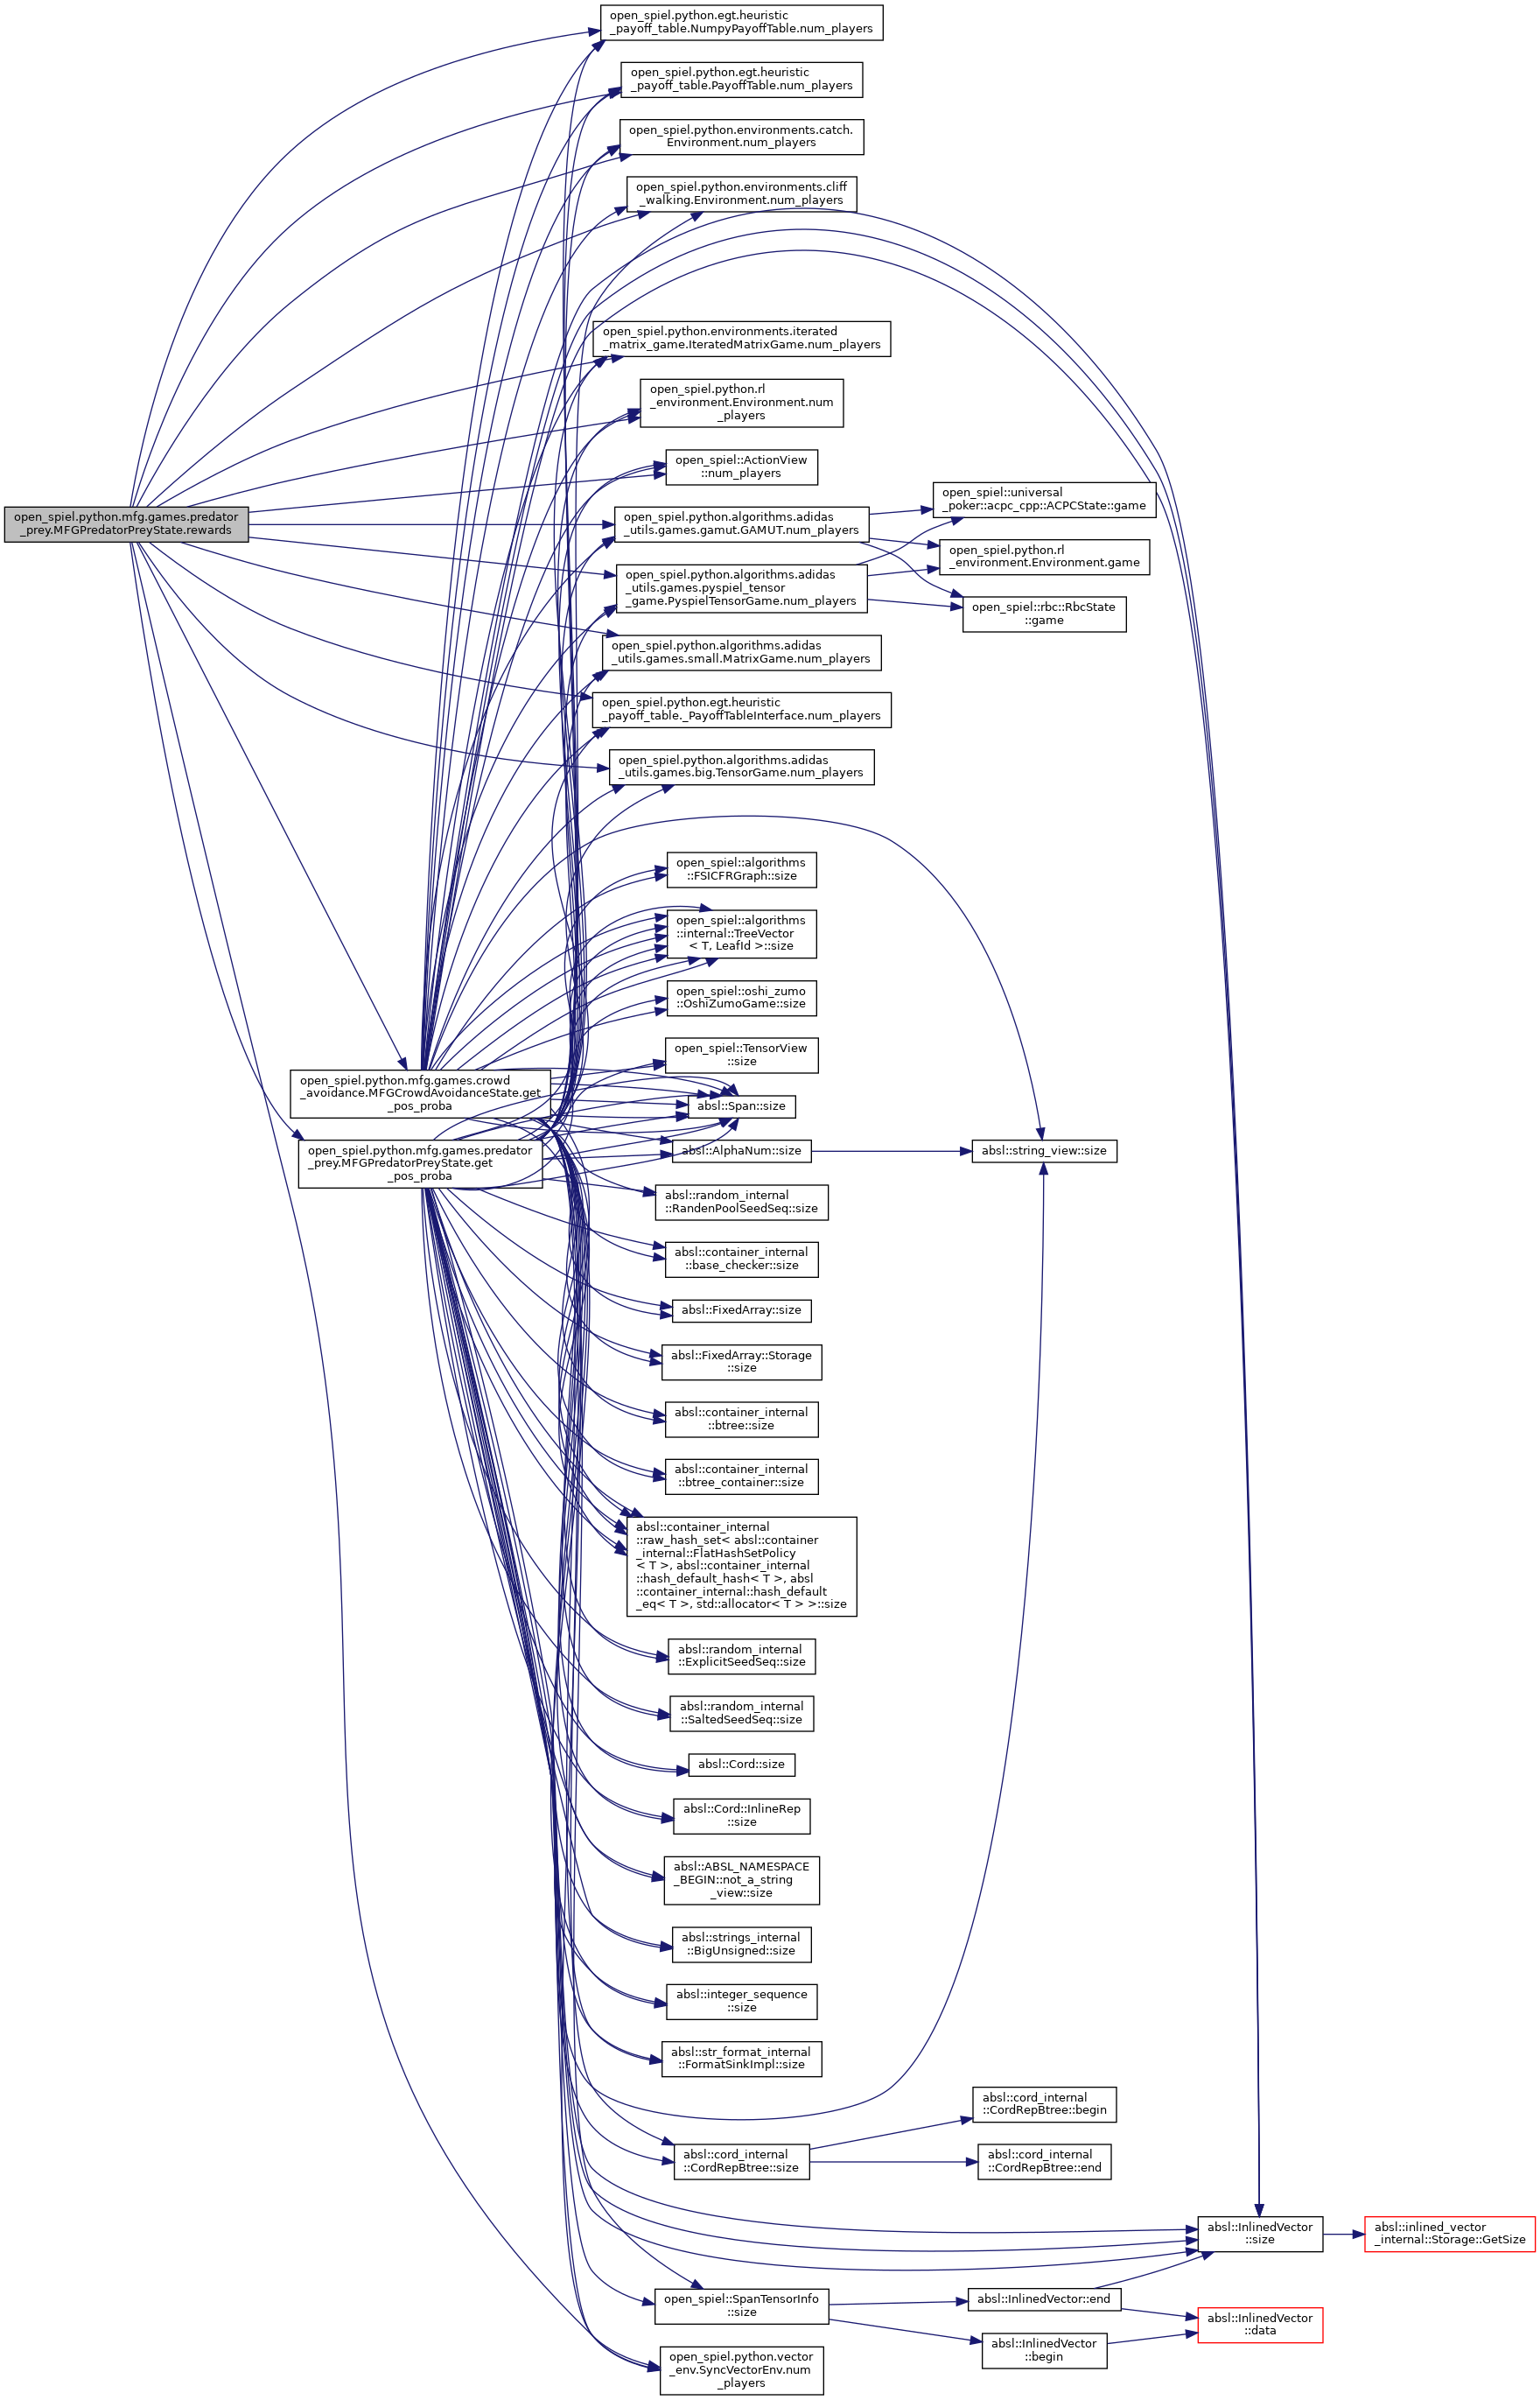 open_spiel.python.egt.heuristic
_payoff_table.NumpyPayoffTable.num_players
open_spiel.python.egt.heuristic
_payoff_table.PayoffTable.num_players
open_spiel.python.environments.catch.
Environment.num_players
open_spiel.python.environments.cliff
_walking.Environment.num_players
open_spiel.python.environments.iterated
_matrix_game.IteratedMatrixGame.num_players
open_spiel.python.rl
_environment.Environment.num
_players
open_spiel::ActionView
::num_players
open_spiel::universal
_poker::acpc_cpp::ACPCState::game
open_spiel.python.mfg.games.predator
_prey.MFGPredatorPreyState.rewards
open_spiel.python.algorithms.adidas
_utils.games.gamut.GAMUT.num_players
open_spiel.python.rl
_environment.Environment.game
open_spiel.python.algorithms.adidas
_utils.games.pyspiel_tensor
_game.PyspielTensorGame.num_players
open_spiel::rbc::RbcState
::game
open_spiel.python.algorithms.adidas
_utils.games.small.MatrixGame.num_players
open_spiel.python.egt.heuristic
_payoff_table._PayoffTableInterface.num_players
open_spiel.python.algorithms.adidas
_utils.games.big.TensorGame.num_players
open_spiel::algorithms
::FSICFRGraph::size
open_spiel::algorithms
::internal::TreeVector
< T, LeafId >::size
open_spiel::oshi_zumo
::OshiZumoGame::size
open_spiel::TensorView
::size
open_spiel.python.mfg.games.crowd
_avoidance.MFGCrowdAvoidanceState.get
_pos_proba
absl::Span::size
open_spiel.python.mfg.games.predator
_prey.MFGPredatorPreyState.get
_pos_proba
absl::AlphaNum::size
absl::string_view::size
absl::random_internal
::RandenPoolSeedSeq::size
absl::container_internal
::base_checker::size
absl::FixedArray::size
absl::FixedArray::Storage
::size
absl::container_internal
::btree::size
absl::container_internal
::btree_container::size
absl::container_internal
::raw_hash_set< absl::container
_internal::FlatHashSetPolicy
< T >, absl::container_internal
::hash_default_hash< T >, absl
::container_internal::hash_default
_eq< T >, std::allocator< T > >::size
absl::random_internal
::ExplicitSeedSeq::size
absl::random_internal
::SaltedSeedSeq::size
absl::Cord::size
absl::Cord::InlineRep
::size
absl::ABSL_NAMESPACE
_BEGIN::not_a_string
_view::size
absl::strings_internal
::BigUnsigned::size
absl::integer_sequence
::size
absl::str_format_internal
::FormatSinkImpl::size
absl::cord_internal
::CordRepBtree::begin
absl::cord_internal
::CordRepBtree::size
absl::cord_internal
::CordRepBtree::end
absl::InlinedVector
::size
absl::inlined_vector
_internal::Storage::GetSize
open_spiel::SpanTensorInfo
::size
absl::InlinedVector::end
absl::InlinedVector
::data
absl::InlinedVector
::begin
open_spiel.python.vector
_env.SyncVectorEnv.num
_players